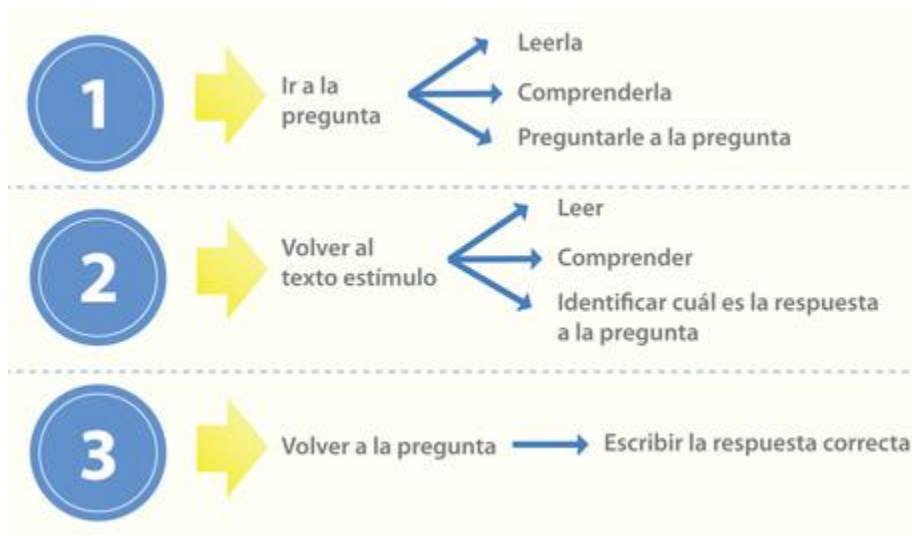 1
Ir a la
pregunta
Leerla
Comprenderla
Preguntarle a la pregunta
2
Volver al
texto estímulo
Leer
Comprender
Identificar cuál es la respuesta
a la pregunta
3
Volver a la pregunta
Escribir la respuesta correcta